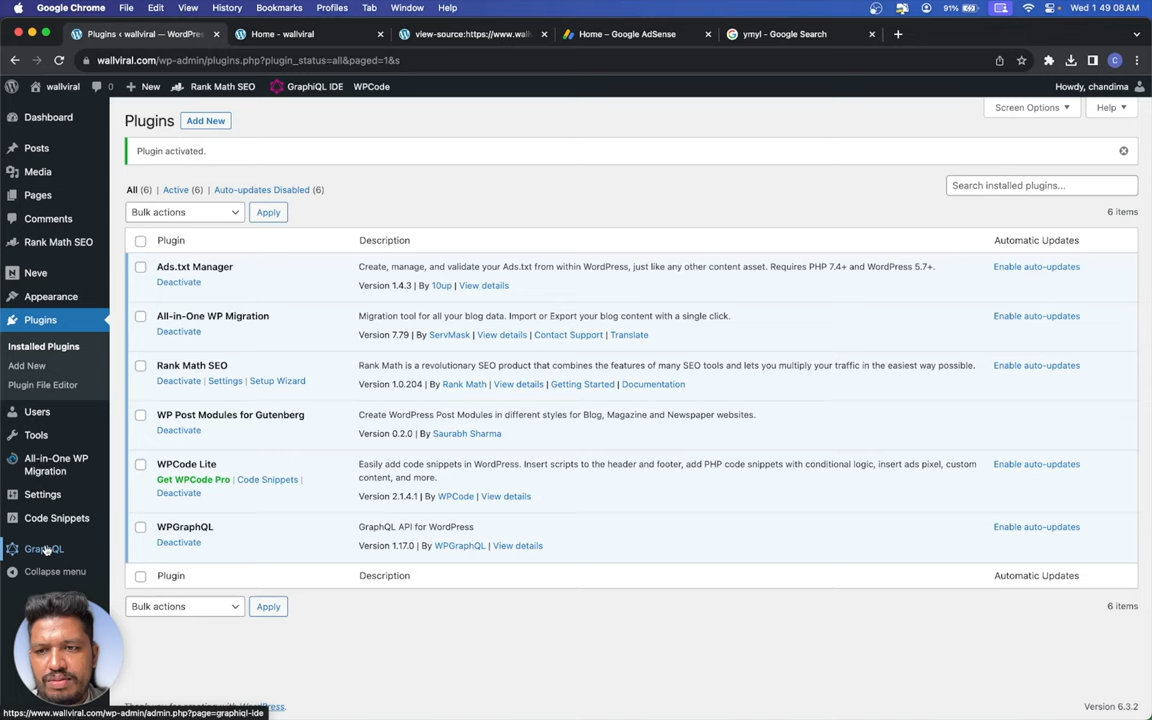 Google Chrome File Edit View History Bookmarks Profiles Tab Window Help 91% Wed 1 49 08 AM
Plugins < wallviral — WordPres Home - wallviral view-source:https://www.wall Home – Google AdSense ymyl - Google Search
wallviral.com/wp-admin/plugins.php?plugin_status=all&paged=1&s
wallviral 0 New Rank Math SEO GraphiQL IDE WPCode Howdy, chandima
Dashboard
Posts
Media
Pages
Comments
Rank Math SEO
Neve
Appearance
Plugins
Installed Plugins
Add New
Plugin File Editor
Users
Tools
All-in-One WP
Migration
Settings
Code Snippets
GraphQL
Collapse menu
Plugins Add New Screen Options Help
Plugin activated.
All (6) | Active (6) | Auto-updates Disabled (6) Search installed plugins...
Bulk actions Apply 6 items
Plugin Description Automatic Updates
Ads.txt Manager Create, manage, and validate your Ads.txt from within WordPress, just like any other content asset. Requires PHP 7.4+ and WordPress 5.7+. Enable auto-updates
Deactivate Version 1.4.3 | By 10up | View details
All-in-One WP Migration Migration tool for all your blog data. Import or Export your blog content with a single click. Enable auto-updates
Deactivate Version 7.79 | By ServMask | View details | Contact Support | Translate
Rank Math SEO Rank Math is a revolutionary SEO product that combines the features of many SEO tools and lets you multiply your traffic in the easiest way possible. Enable auto-updates
Deactivate | Settings | Setup Wizard Version 1.0.204 | By Rank Math | View details | Getting Started | Documentation
WP Post Modules for Gutenberg Create WordPress Post Modules in different styles for Blog, Magazine and Newspaper websites.
Deactivate Version 0.2.0 | By Saurabh Sharma
WPCode Lite Easily add code snippets in WordPress. Insert scripts to the header and footer, add PHP code snippets with conditional logic, insert ads pixel, custom Enable auto-updates
Get WPCode Pro | Code Snippets | content, and more.
Deactivate Version 2.1.4.1 | By WPCode | View details
WPGraphQL GraphQL API for WordPress Enable auto-updates
Deactivate Version 1.17.0 | By WPGraphQL | View details
Plugin Description Automatic Updates
Bulk actions Apply 6 items
Thank you for creating with WordPress. Version 6.3.2
https://www.wallviral.com/wp-admin/admin.php?page=graphiql-ide